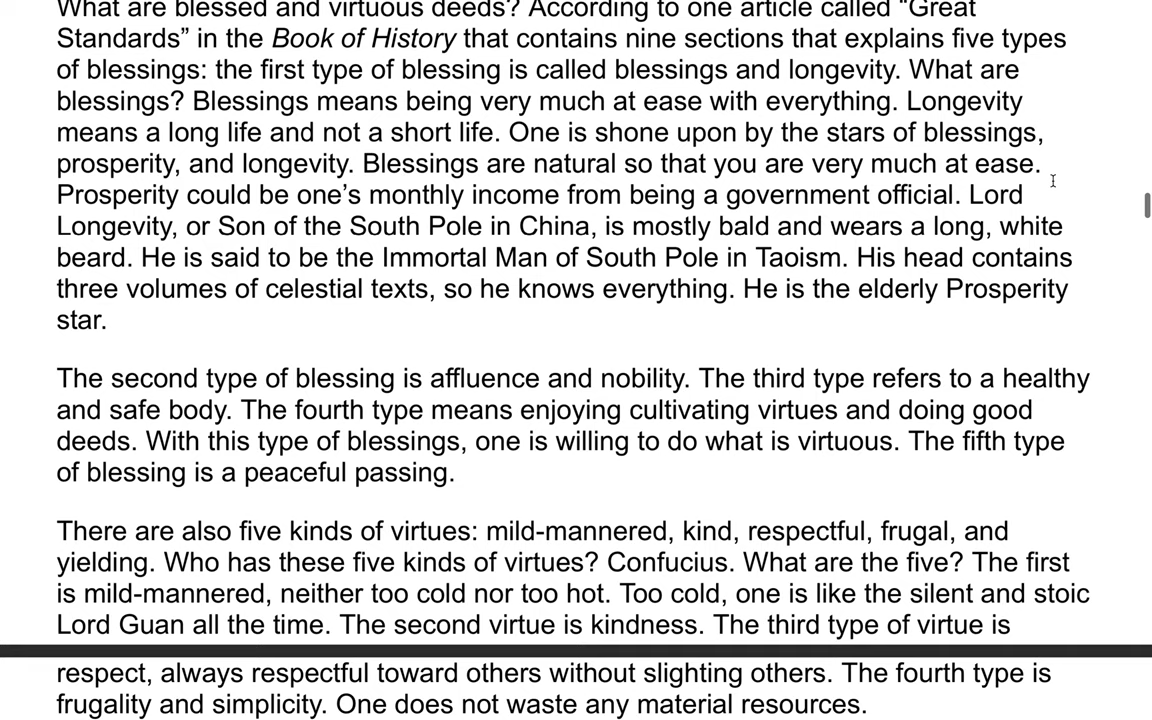 What are blessed and virtuous deeds? According to one article called “Great
Standards” in the Book of History that contains nine sections that explains five types
of blessings: the first type of blessing is called blessings and longevity. What are
blessings? Blessings means being very much at ease with everything. Longevity
means a long life and not a short life. One is shone upon by the stars of blessings,
prosperity, and longevity. Blessings are natural so that you are very much at ease.
Prosperity could be one’s monthly income from being a government official. Lord
Longevity, or Son of the South Pole in China, is mostly bald and wears a long, white
beard. He is said to be the Immortal Man of South Pole in Taoism. His head contains
three volumes of celestial texts, so he knows everything. He is the elderly Prosperity
star.
The second type of blessing is affluence and nobility. The third type refers to a healthy
and safe body. The fourth type means enjoying cultivating virtues and doing good
deeds. With this type of blessings, one is willing to do what is virtuous. The fifth type
of blessing is a peaceful passing.
There are also five kinds of virtues: mild-mannered, kind, respectful, frugal, and
yielding. Who has these five kinds of virtues? Confucius. What are the five? The first
is mild-mannered, neither too cold nor too hot. Too cold, one is like the silent and stoic
Lord Guan all the time. The second virtue is kindness. The third type of virtue is
respect, always respectful toward others without slighting others. The fourth type is
frugality and simplicity. One does not waste any material resources.